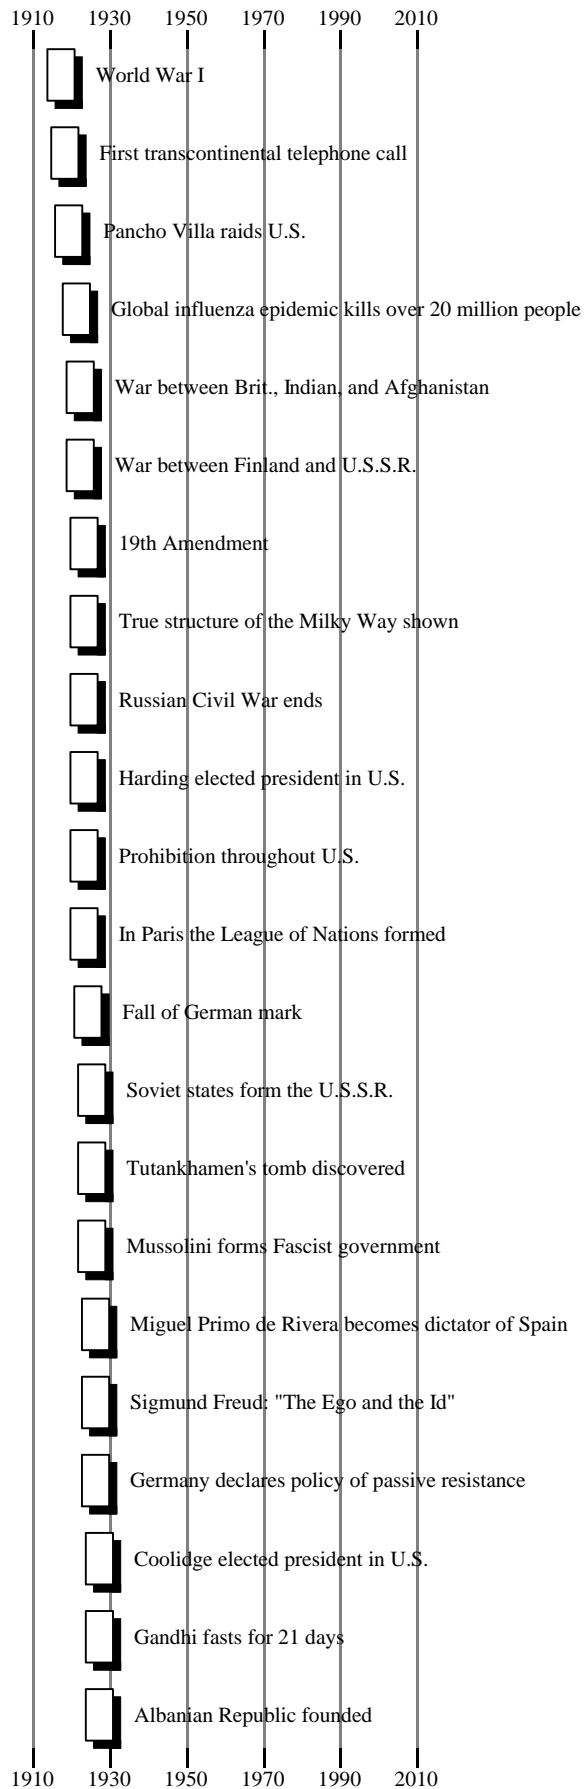 1910 1930 1950 1970 1990 2010
World War I
First transcontinental telephone call
Pancho Villa raids U.S.
Global influenza epidemic kills over 20 million people
War between Brit., Indian, and Afghanistan
War between Finland and U.S.S.R.
19th Amendment
True structure of the Milky Way shown
Russian Civil War ends
Harding elected president in U.S.
Prohibition throughout U.S.
In Paris the League of Nations formed
Fall of German mark
Soviet states form the U.S.S.R.
Tutankhamen's tomb discovered
Mussolini forms Fascist government
Miguel Primo de Rivera becomes dictator of Spain
Sigmund Freud: "The Ego and the Id"
Germany declares policy of passive resistance
Coolidge elected president in U.S.
Gandhi fasts for 21 days
Albanian Republic founded
1910 1930 1950 1970 1990 2010